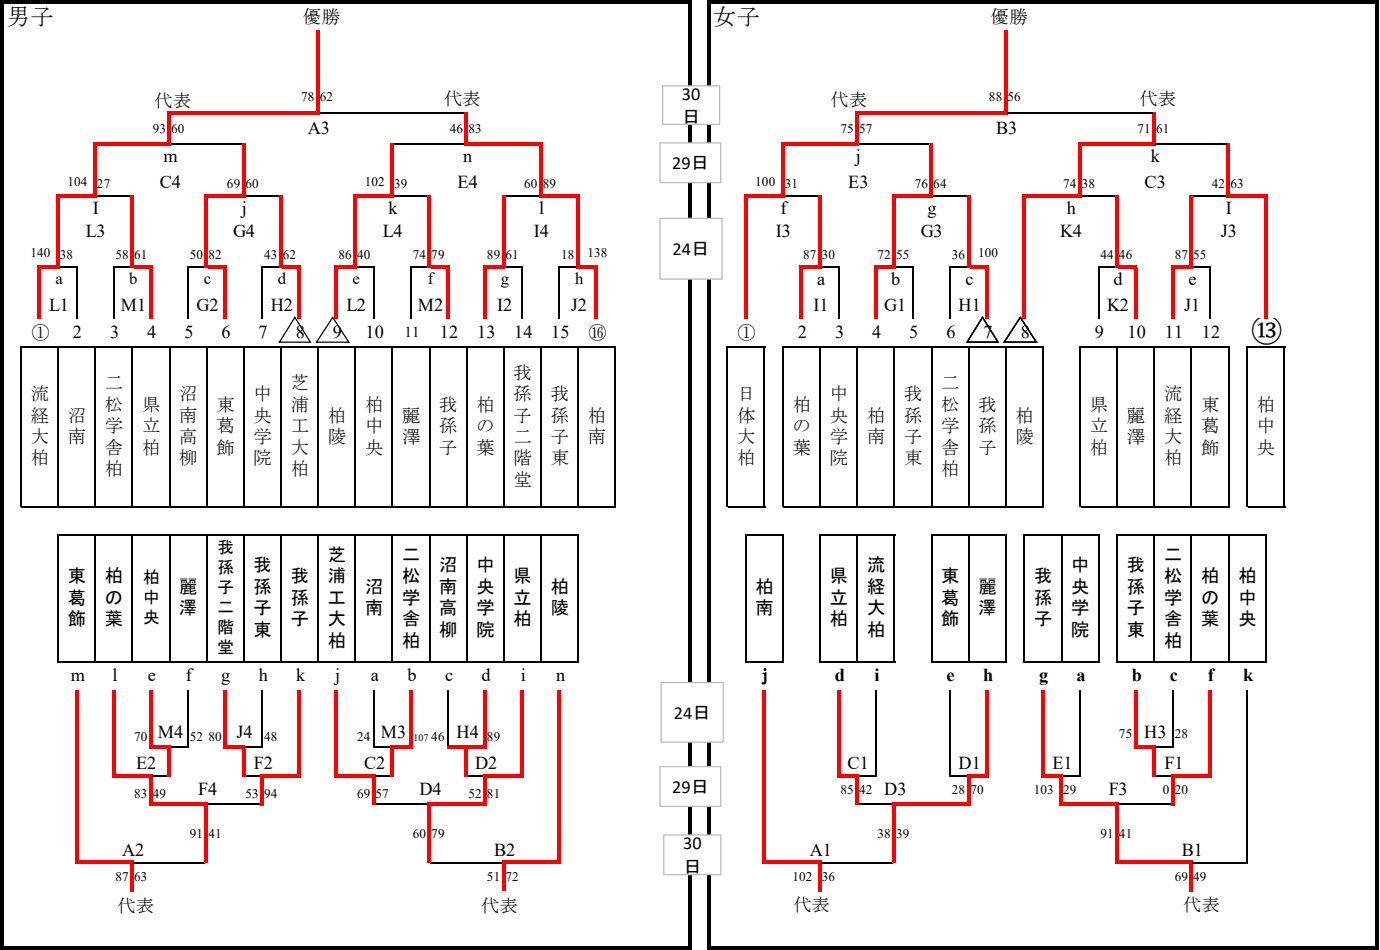 男子
優勝
78 62
代表
代表
A3
93 60
46 83
m
n
C4
E4
104 27
69 60
102 39
60 89
I
j
k
l
L3
G4
L4
I4
140 38
58 61
50 82
43 62
86 40
74 79
89 61
18 138
a
b
c
d
e
f
g
h
L1
M1
G2
H2
L2
M2
I2
J2
① 2 3 4 5 6 7 8 9 10 11 12 13 14 15 ⑯
流経大柏
沼南
二松学舎柏
県立柏
沼南高柳
東葛飾
中央学院
芝浦工大柏
柏陵
柏中央
麗澤
我孫子
柏の葉
我孫子二階堂
我孫子東
柏南
東葛飾
柏の葉
柏中央
麗澤
我孫子二階堂
我孫子東
我孫子
芝浦工大柏
沼南
二松学舎柏
沼南高柳
中央学院
県立柏
柏陵
m l e f g h k j a b c d i n
70 M4 52
80 J4 48
24 M3 107
46 H4 89
E2
F2
C2
D2
83 49
F4
53 94
69 57
D4
52 81
91 41
60 79
A2
B2
87 63
51 72
代表
代表
30日
29日
24日
24日
29日
30日
女子
優勝
88 56
代表
代表
B3
75 57
71 61
j
k
E3
C3
100 31
76 64
74 38
42 63
f
g
h
I
I3
G3
K4
J3
87 30
72 55
36 100
44 46
87 55
a
b
c
d
e
I1
G1
H1
K2
J1
① 2 3 4 5 6 7 8 9 10 11 12 ⑬
日体大柏
柏の葉
中央学院
柏南
我孫子東
二松学舎柏
我孫子
柏陵
県立柏
麗澤
流経大柏
東葛飾
柏中央
柏南
県立柏
流経大柏
東葛飾
麗澤
我孫子
中央学院
我孫子東
二松学舎柏
柏の葉
柏中央
j d i e h g a b c f k
75 H3 28
C1
D1
E1
F1
85 42
D3
28 70
103 29
F3
0 20
38 39
91 41
A1
B1
102 36
69 49
代表
代表